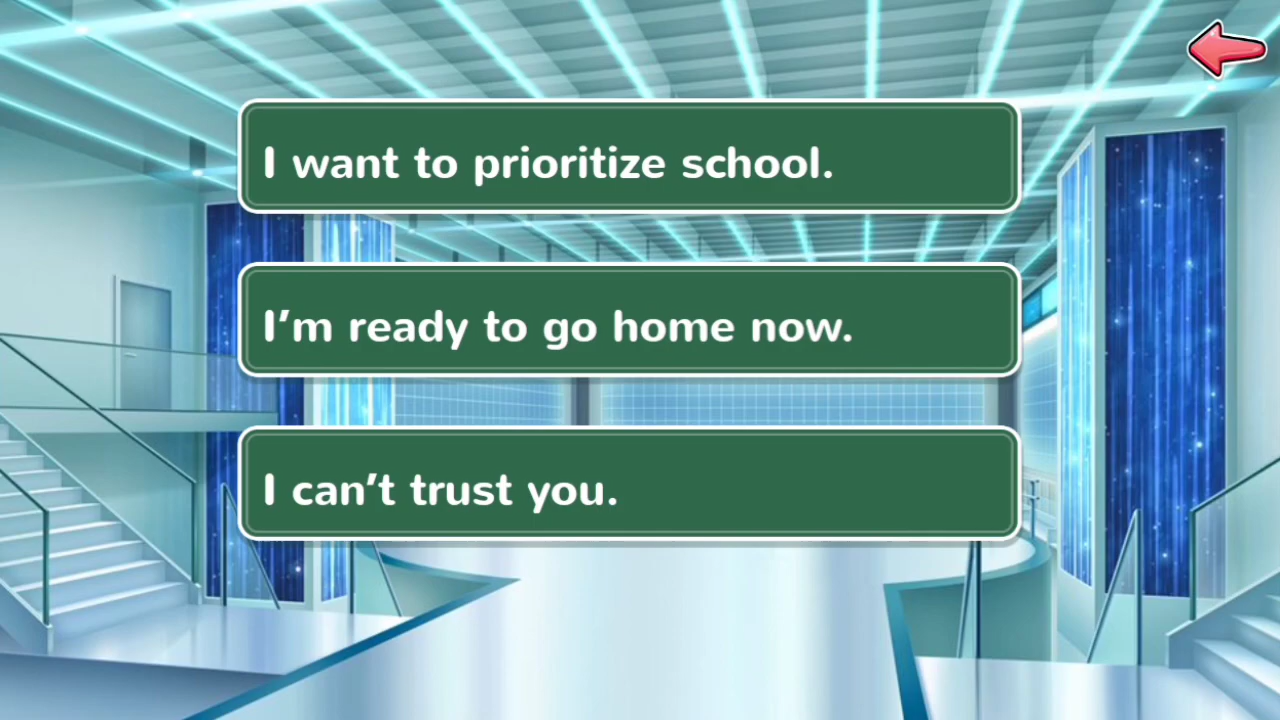 I want to prioritize school.
I'm ready to go home now.
I can't trust you.